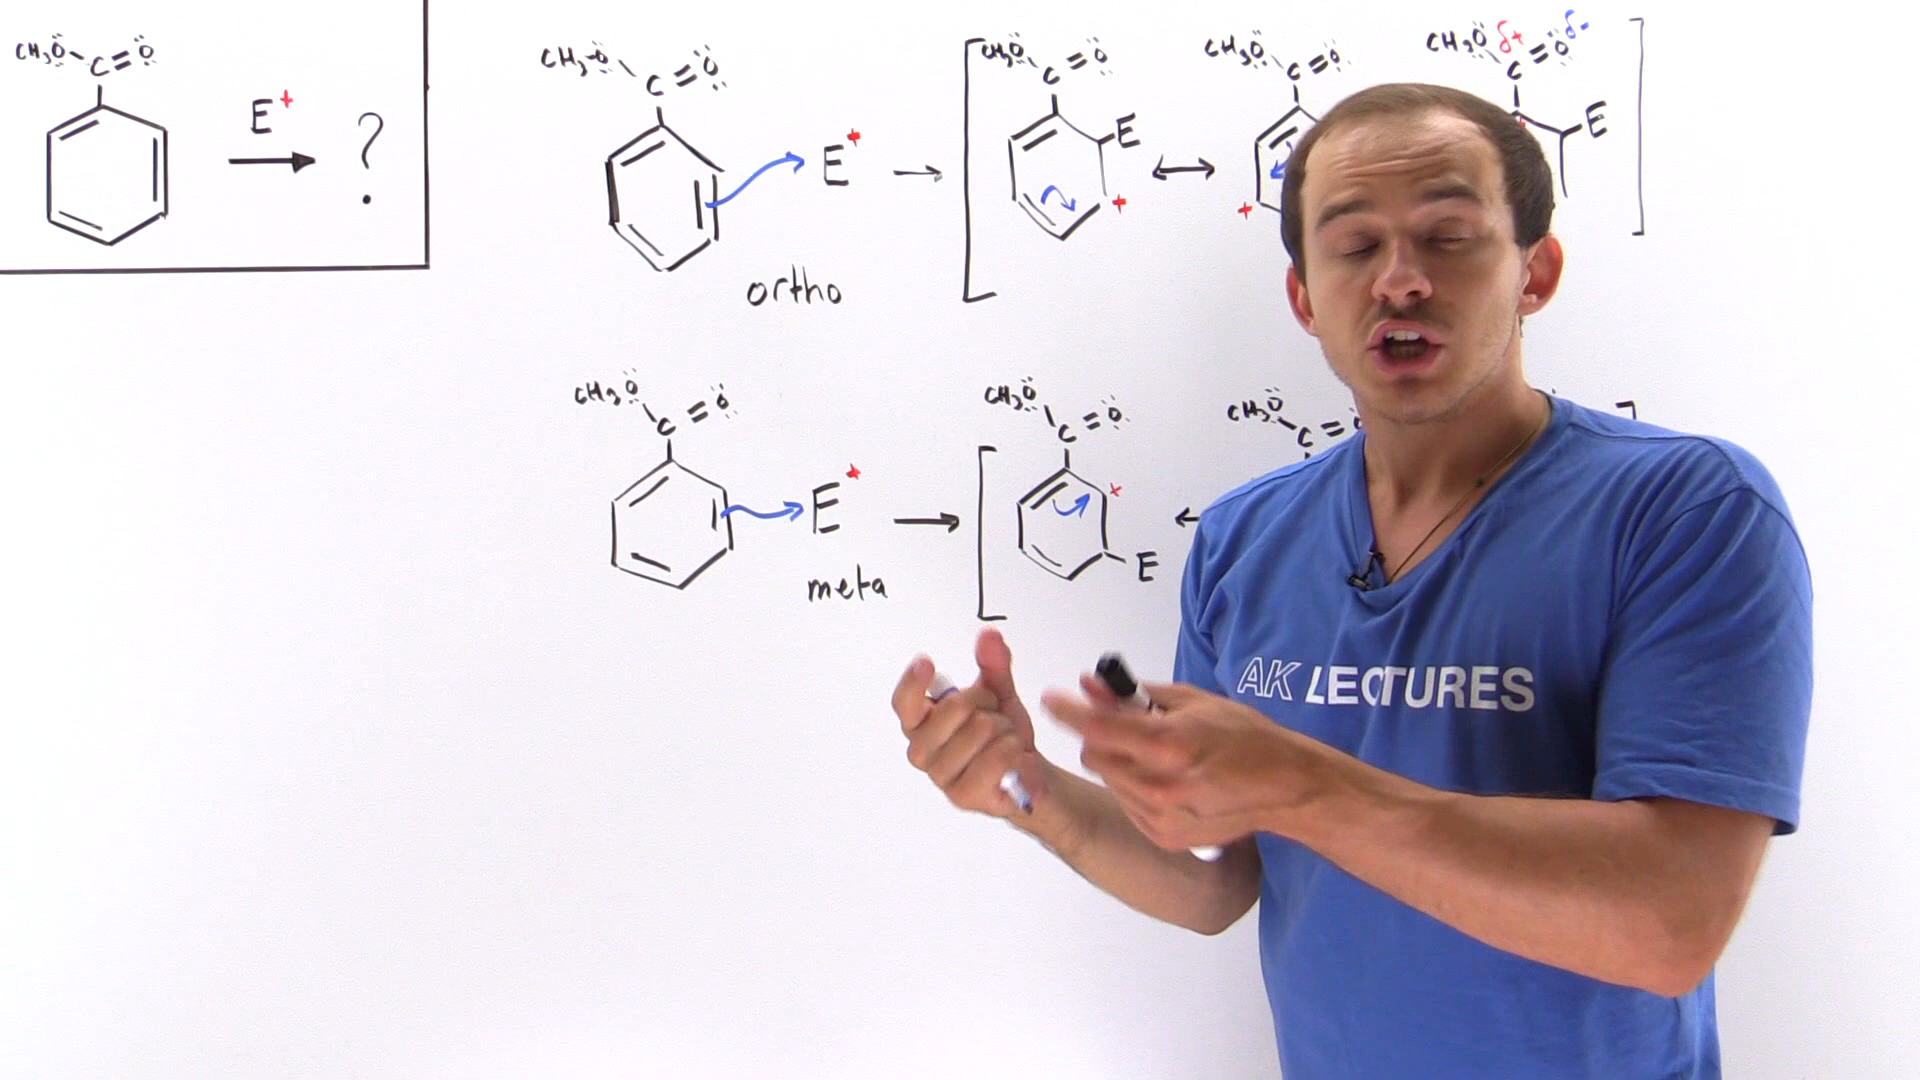 CH₃O C=O
E⁺
?
CH₃O C=O
E⁺
ortho
CH₃O C=O
E
+
CH₃O C=O
+
CH₃O δ+ C=O δ-
+
E
CH₃O C=O
E⁺
meta
CH₃O C=O
+
E
CH₃O C=
AK LECTURES